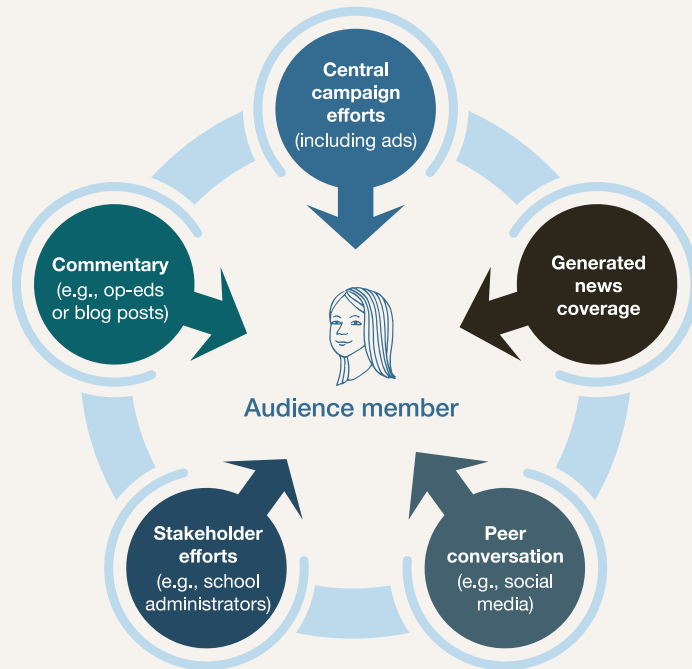 Central
campaign
efforts
(including ads)
Commentary
(e.g., op-eds
or blog posts)
Generated
news
coverage
Audience member
Stakeholder
efforts
(e.g., school
administrators)
Peer
conversation
(e.g., social
media)